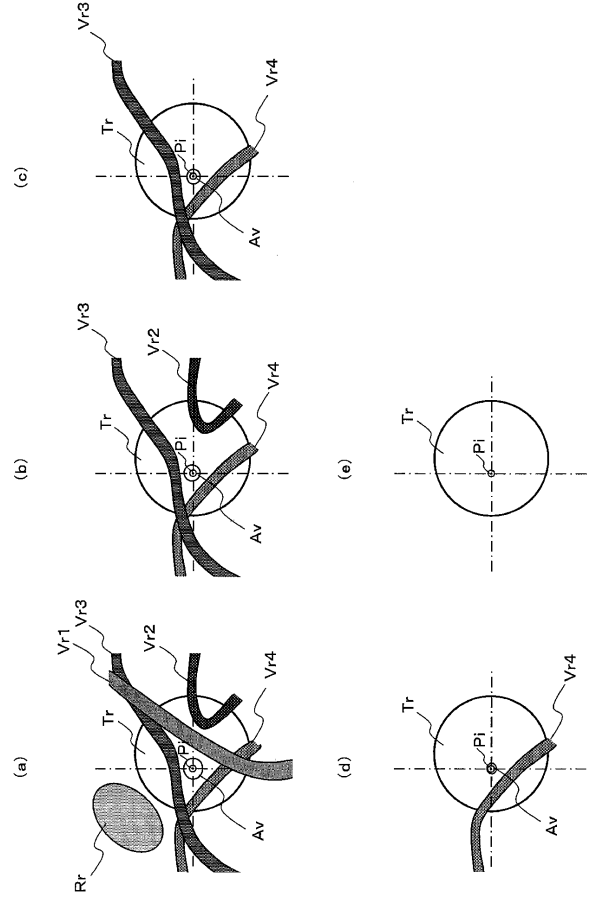 (a)
Rr
Vr1
Vr3
Tr
Vr2
Pi
Vr4
Av
(b)
Vr3
Tr
Vr2
Pi
Vr4
Av
(c)
Vr3
Tr
Pi
Vr4
Av
(d)
Tr
Pi
Vr4
Av
(e)
Tr
Pi